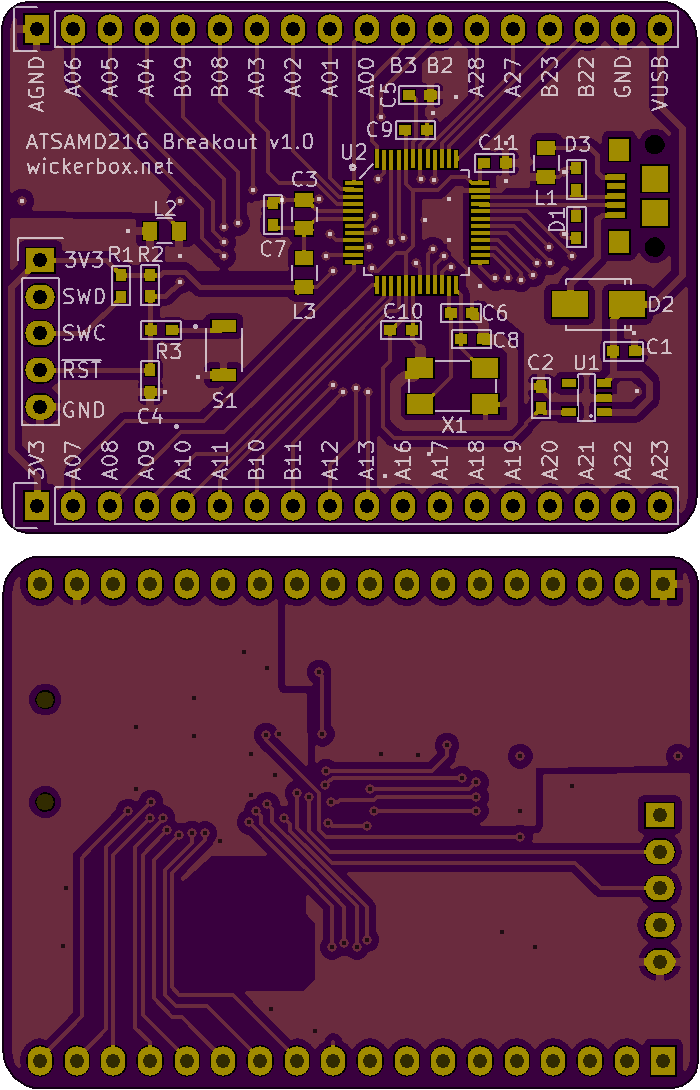 AGND A06 A05 A04 B09 B08 A03 A02 A01 A00 B3 B2 A28 A27 B23 B22 GND VUSB
C5
ATSAMD21G Breakout v1.0
wickerbox.net
C9
U2
C11
D3
L1
C3
L2
C7
D1
3V3
R1 R2
SWD
L3
D2
SWC
C10
C6
C8
R3
C1
RST
S1
C2
U1
GND
C4
X1
3V3 A07 A08 A09 A10 A11 B10 B11 A12 A13 A16 A17 A18 A19 A20 A21 A22 A23